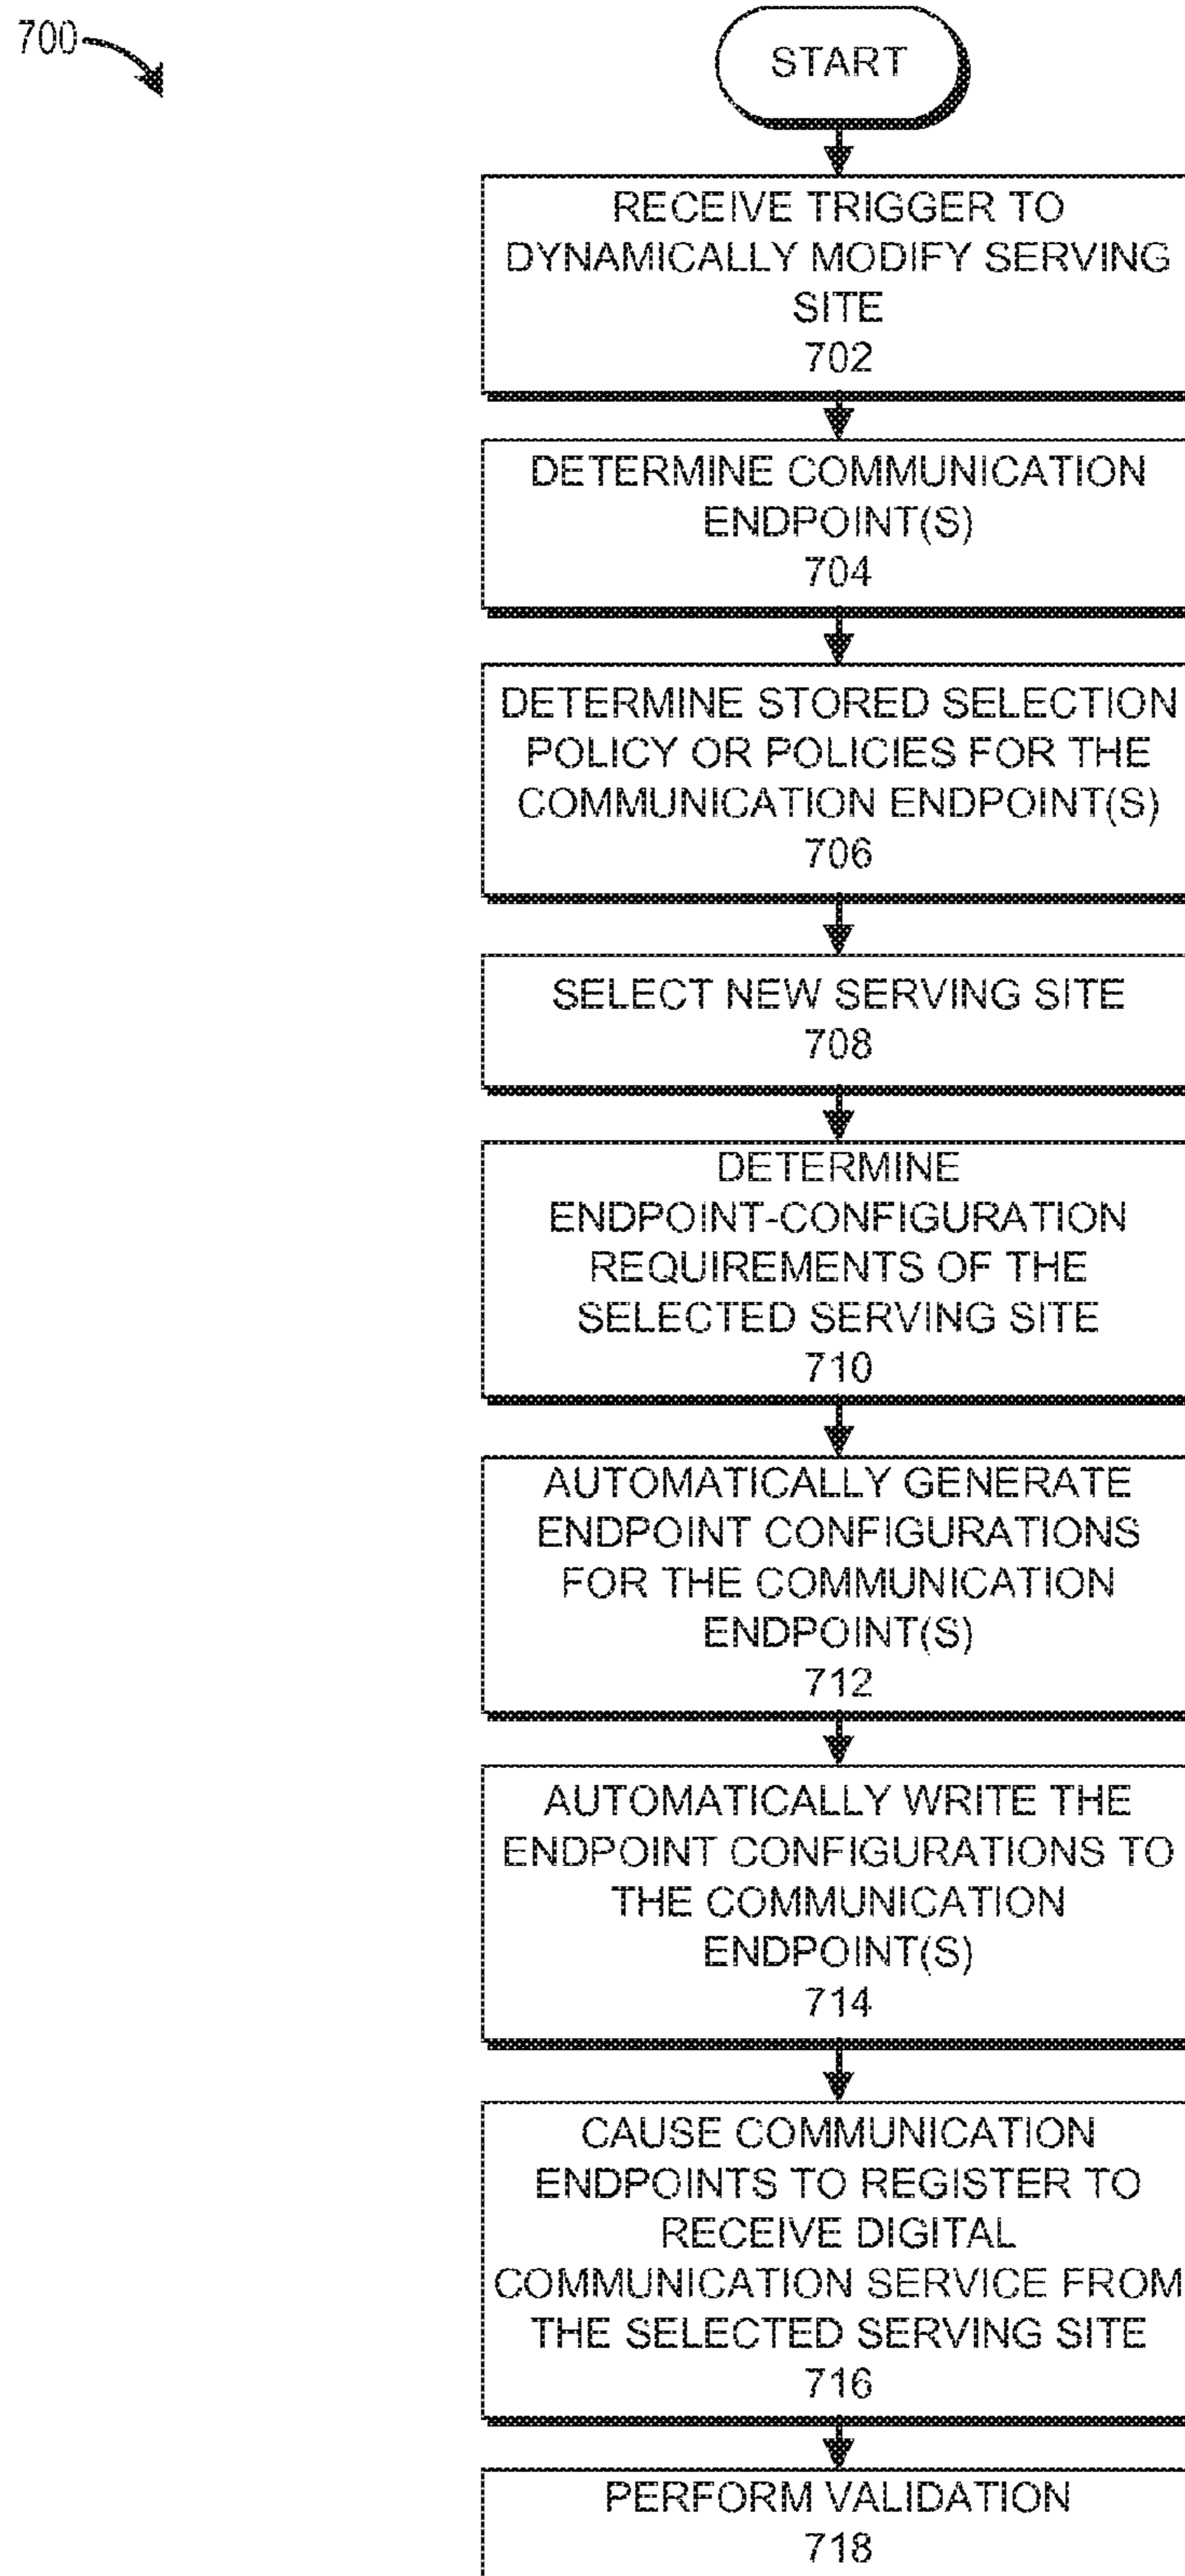 700
START
RECEIVE TRIGGER TO
DYNAMICALLY MODIFY SERVING
SITE
702
DETERMINE COMMUNICATION
ENDPOINT(S)
704
DETERMINE STORED SELECTION
POLICY OR POLICIES FOR THE
COMMUNICATION ENDPOINT(S)
706
SELECT NEW SERVING SITE
708
DETERMINE
ENDPOINT-CONFIGURATION
REQUIREMENTS OF THE
SELECTED SERVING SITE
710
AUTOMATICALLY GENERATE
ENDPOINT CONFIGURATIONS
FOR THE COMMUNICATION
ENDPOINT(S)
712
AUTOMATICALLY WRITE THE
ENDPOINT CONFIGURATIONS TO
THE COMMUNICATION
ENDPOINT(S)
714
CAUSE COMMUNICATION
ENDPOINTS TO REGISTER TO
RECEIVE DIGITAL
COMMUNICATION SERVICE FROM
THE SELECTED SERVING SITE
716
PERFORM VALIDATION
718